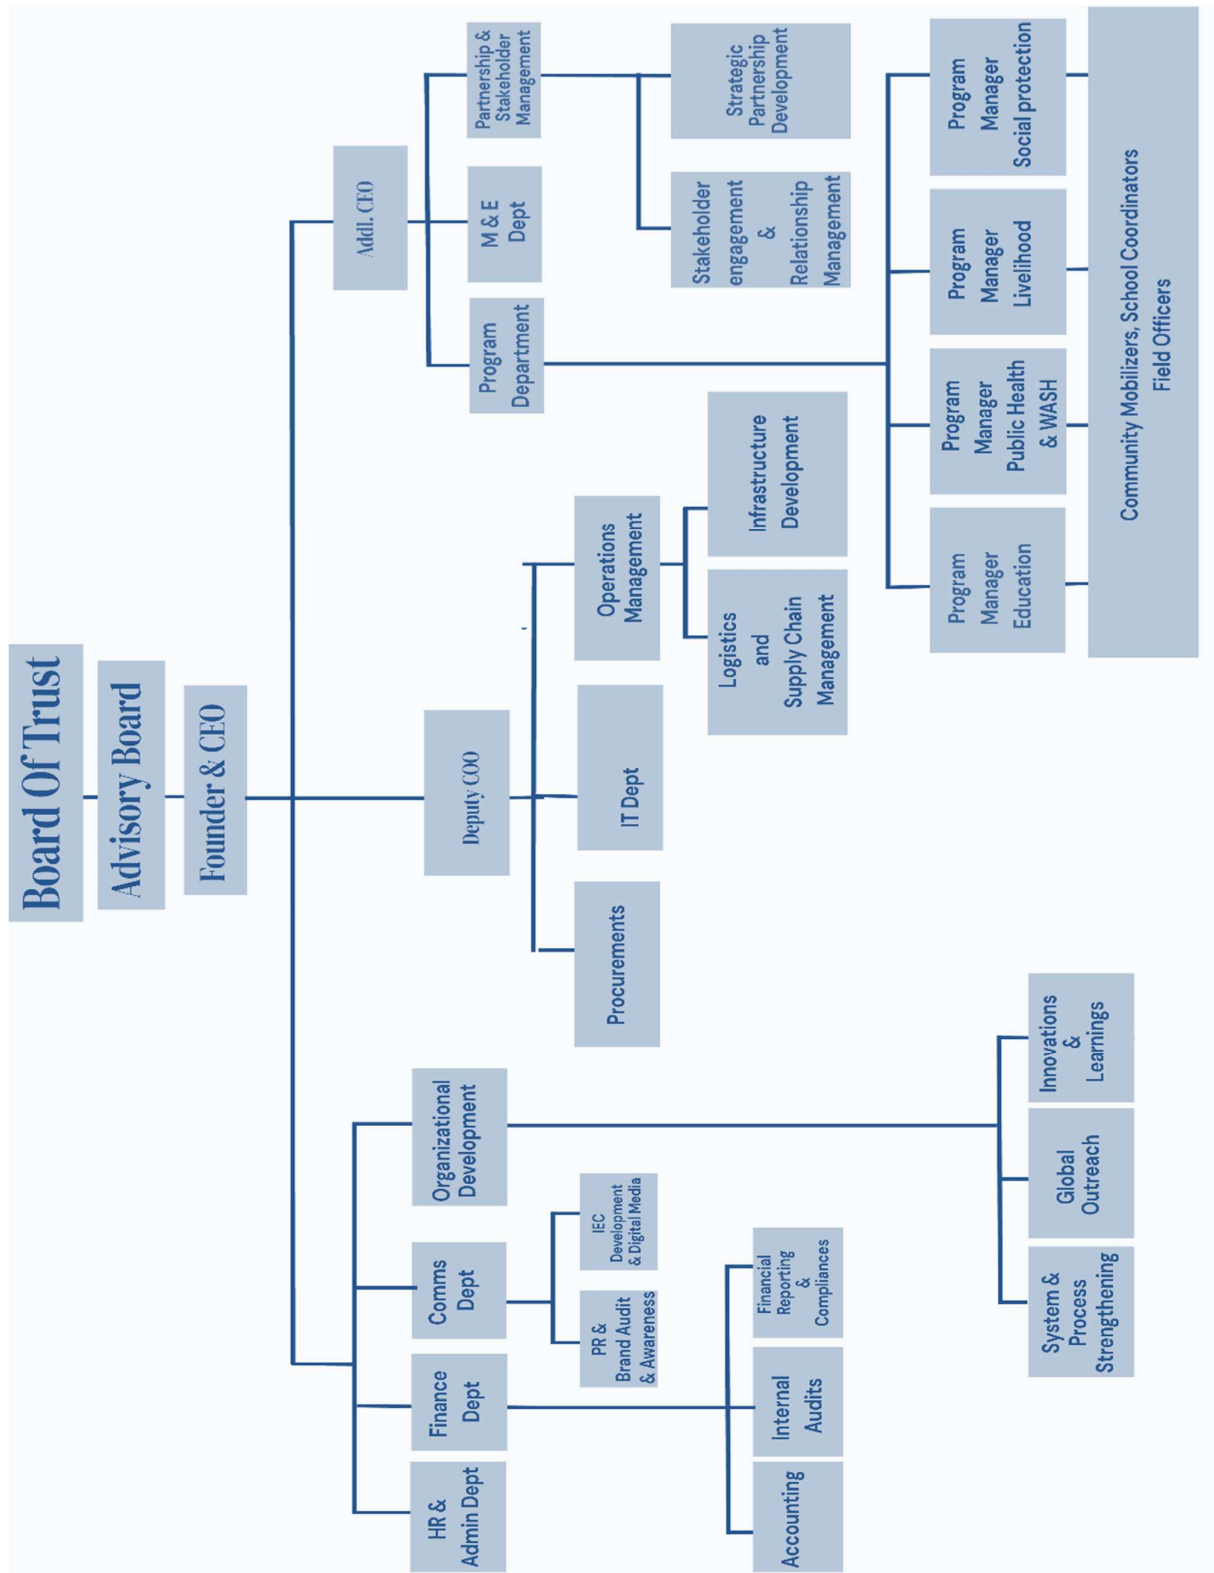 Board Of Trust
Advisory Board
Founder & CEO
Addl. CEO
Deputy COO
HR &
Admin Dept
Finance
Dept
Comms
Dept
Organizational
Development
Procurements
IT Dept
Operations
Management
Program
Department
M & E
Dept
Partnership &
Stakeholder
Management
PR &
Brand Audit
& Awareness
IEC
Development
& Digital Media
Accounting
Internal
Audits
Financial
Reporting
&
Compliances
Logistics
and
Supply Chain
Management
Infrastructure
Development
Stakeholder
engagement
&
Relationship
Management
Strategic
Partnership
Development
System &
Process
Strengthening
Global
Outreach
Innovations
&
Learnings
Program
Manager
Education
Program
Manager
Public Health
& WASH
Program
Manager
Livelihood
Program
Manager
Social protection
Community Mobilizers, School Coordinators
Field Officers